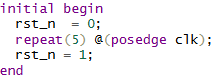 initial begin
  rst_n  = 0;
  repeat(5) @(posedge clk);
  rst_n = 1;
end